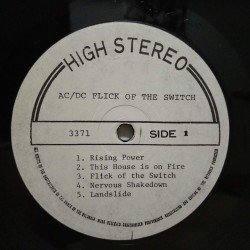 HIGH STEREO
AC/DC FLICK OF THE SWITCH
3371 SIDE 1
1. Rising Power
2. This House is on Fire
3. Flick of the Switch
4. Nervous Shakedown
5. Landslide